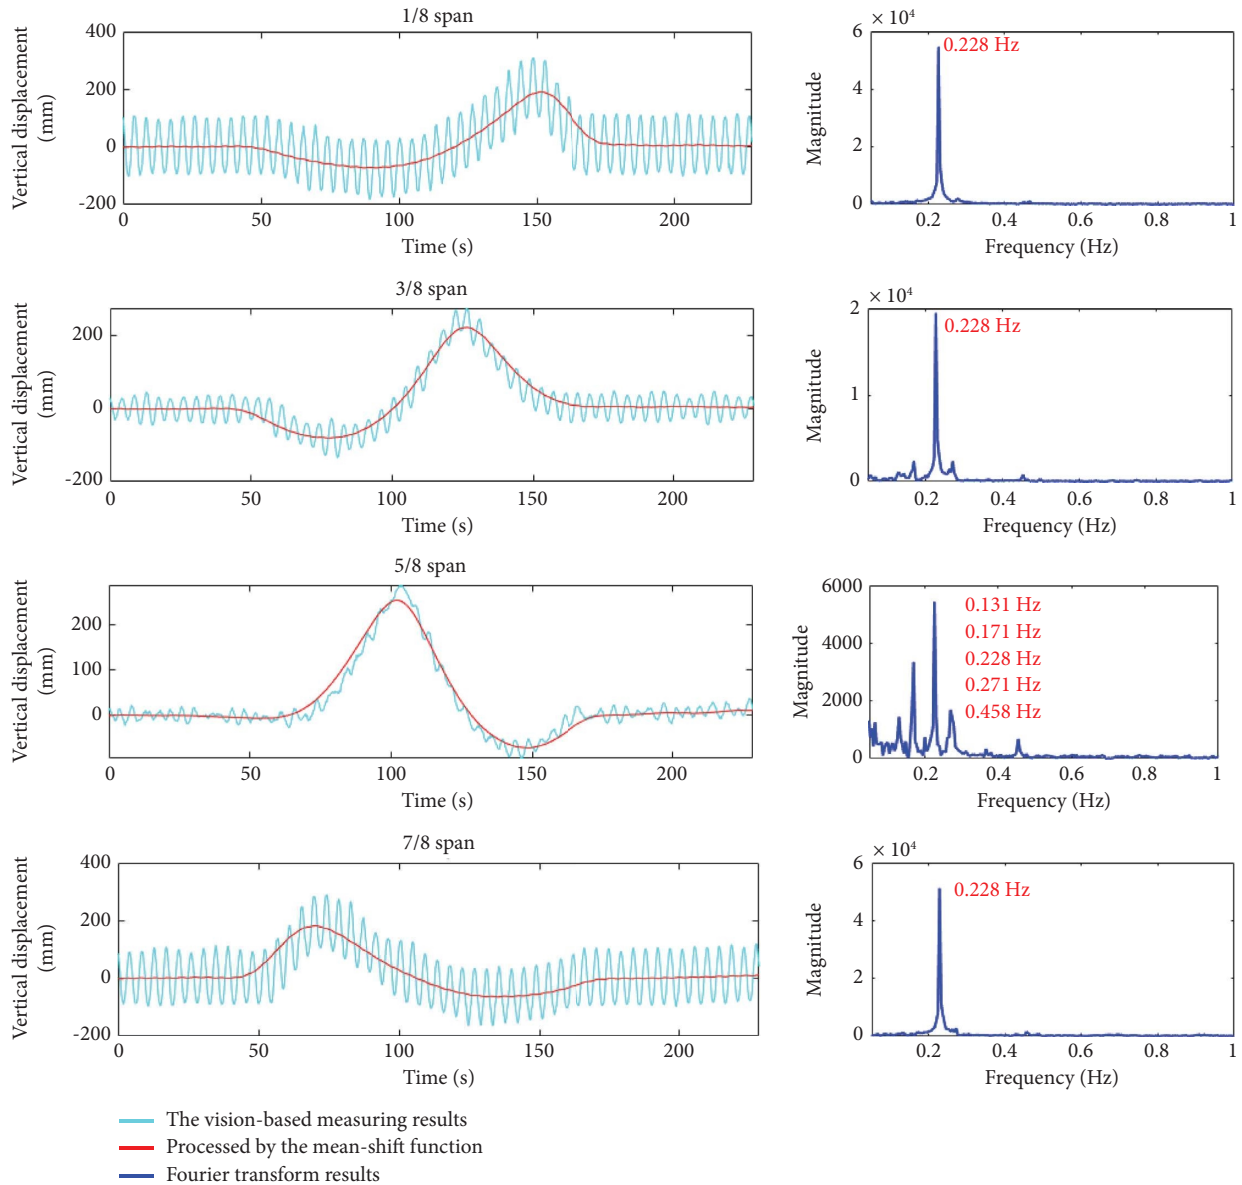 1/8 span
Vertical displacement
(mm)
400
200
0
-200
0
50
100
150
200
Time (s)
× 10⁴
6
4
2
0
Magnitude
0.228 Hz
0.2
0.4
0.6
0.8
1
Frequency (Hz)
3/8 span
Vertical displacement
(mm)
200
0
-200
0
50
100
150
200
Time (s)
× 10⁴
2
1
0
Magnitude
0.228 Hz
0.2
0.4
0.6
0.8
1
Frequency (Hz)
5/8 span
Vertical displacement
(mm)
200
100
0
0
50
100
150
200
Time (s)
6000
4000
2000
0
Magnitude
0.131 Hz
0.171 Hz
0.228 Hz
0.271 Hz
0.458 Hz
0.2
0.4
0.6
0.8
1
Frequency (Hz)
7/8 span
Vertical displacement
(mm)
400
200
0
-200
0
50
100
150
200
Time (s)
× 10⁴
6
4
2
0
Magnitude
0.228 Hz
0.2
0.4
0.6
0.8
1
Frequency (Hz)
The vision-based measuring results
Processed by the mean-shift function
Fourier transform results